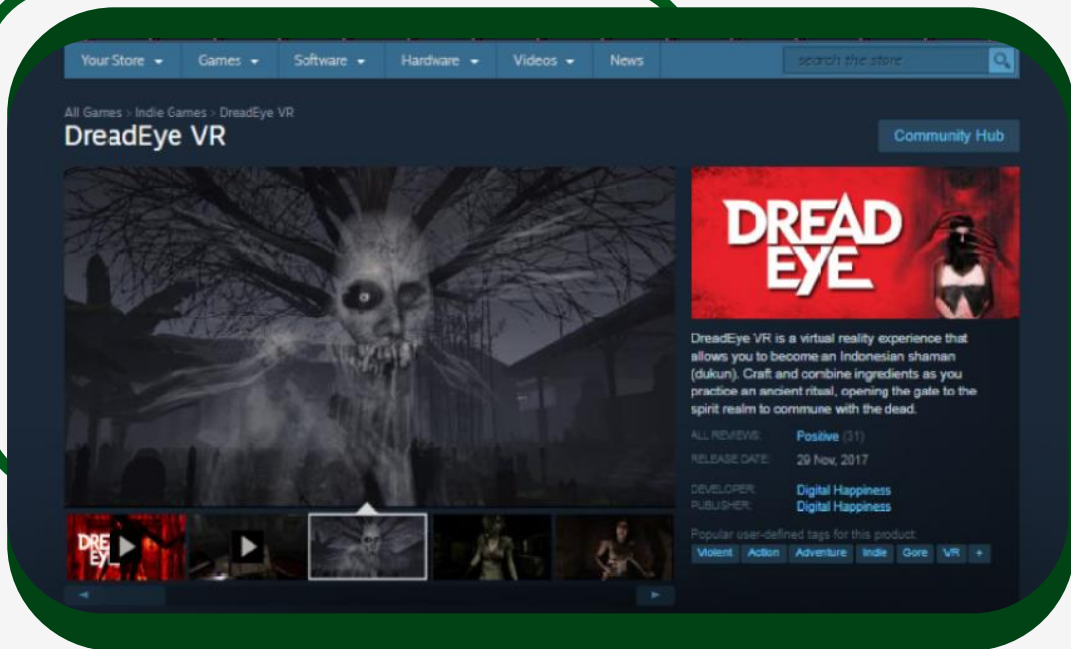 Your Store Games Software Hardware Videos News search the store
All Games > Indie Games > DreadEye VR
DreadEye VR
Community Hub
DREAD
EYE
DreadEye VR is a virtual reality experience that
allows you to become an Indonesian shaman
(dukun). Craft and combine ingredients as you
practice an ancient ritual, opening the gate to the
spirit realm to commune with the dead.
ALL REVIEWS: Positive (31)
RELEASE DATE: 29 Nov, 2017
DEVELOPER: Digital Happiness
PUBLISHER: Digital Happiness
Popular user-defined tags for this product:
Violent Action Adventure Indie Gore VR +
DRE
EY